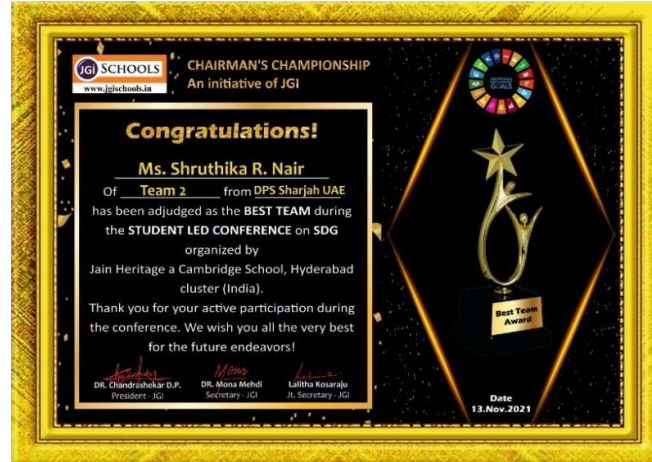 JGI SCHOOLS
www.jgischools.in
CHAIRMAN'S CHAMPIONSHIP
An initiative of JGI
Congratulations!
Ms. Shruthika R. Nair
Of Team 2 from DPS Sharjah UAE
has been adjudged as the BEST TEAM during
the STUDENT LED CONFERENCE on SDG
organized by
Jain Heritage a Cambridge School, Hyderabad
cluster (India).
Thank you for your active participation during
the conference. We wish you all the very best
for the future endeavors!
DR. Chandrashekar D.P. DR. Mona Mehdi Lalitha Kosaraju
President - JGI Secretary - JGI Jt. Secretary - JGI
GOALS
Best Team
Award
Date
13.Nov.2021